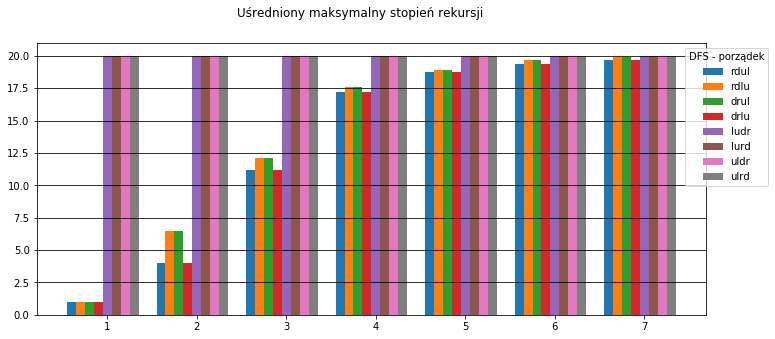 Uśredniony maksymalny stopień rekursji
20.0
17.5
15.0
12.5
10.0
7.5
5.0
2.5
0.0
1 2 3 4 5 6 7
DFS - porządek
rdul
rdlu
drul
drlu
ludr
lurd
uldr
ulrd